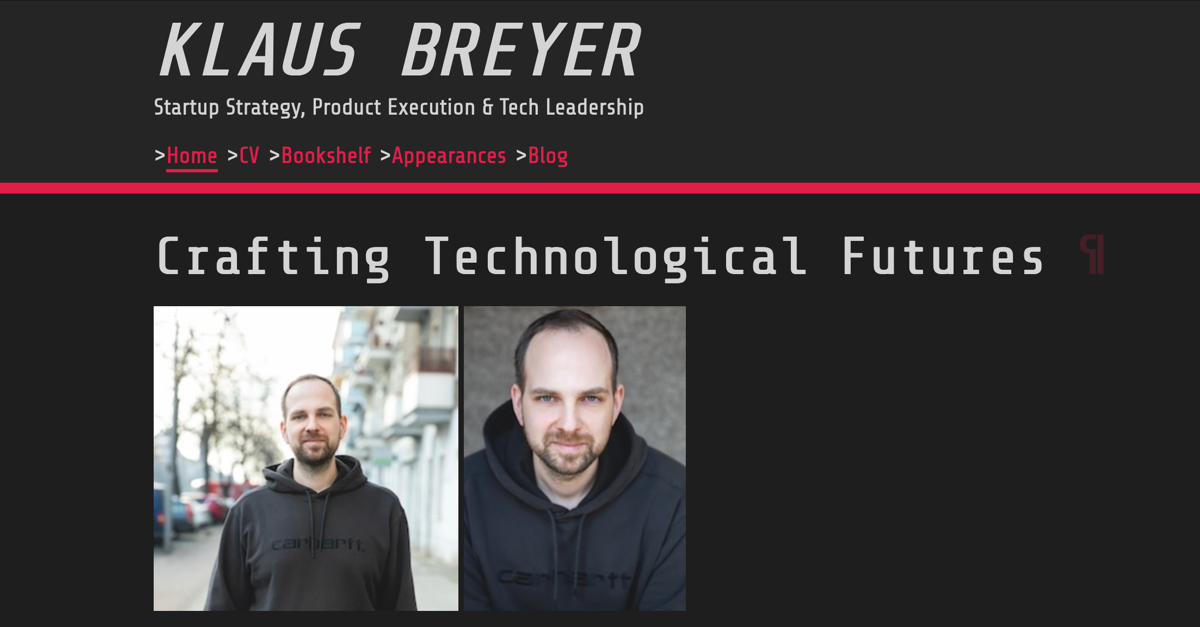 KLAUS BREYER
Startup Strategy, Product Execution & Tech Leadership
>Home >CV >Bookshelf >Appearances >Blog
Crafting Technological Futures ¶
carhartt
carhartt